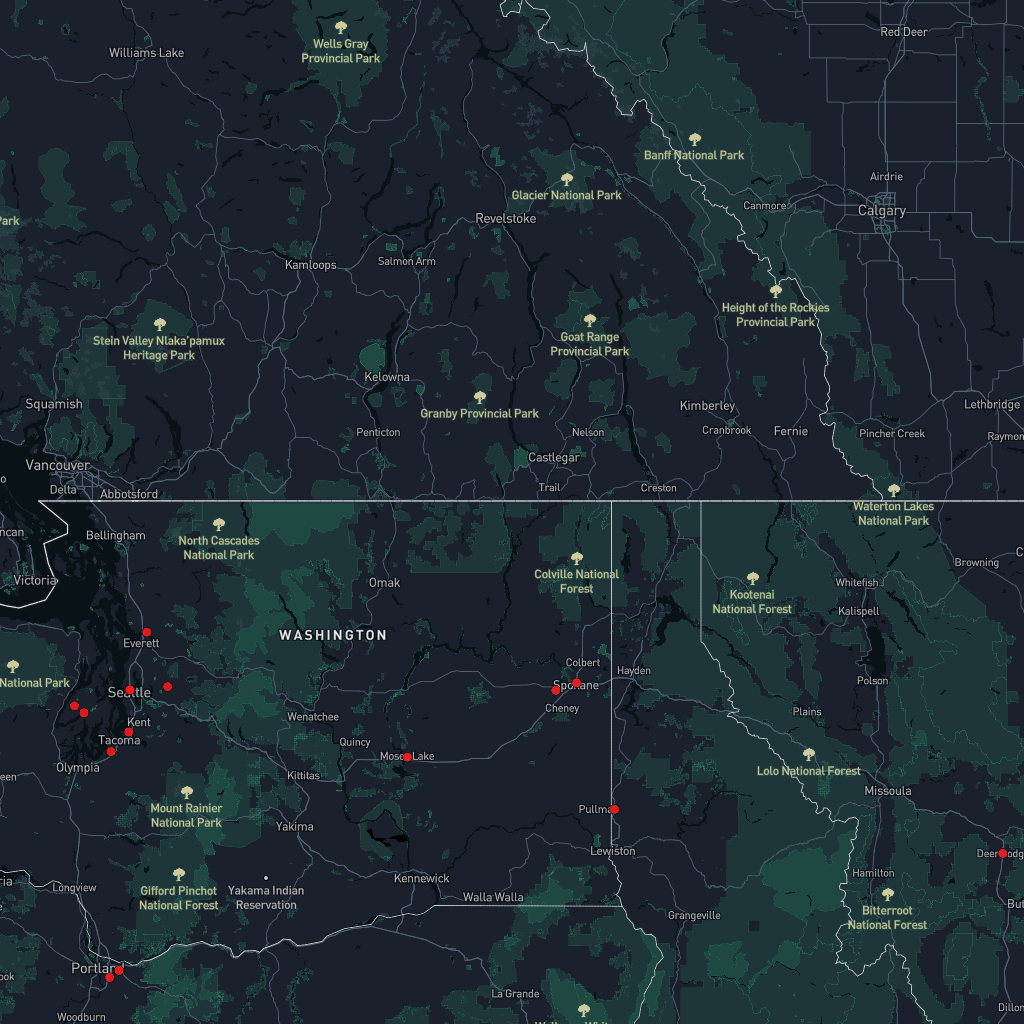 Wells Gray
Provincial Park
Williams Lake
Red Deer
Banff National Park
Airdrie
Glacier National Park
Canmore
Park
Revelstoke
Calgary
Salmon Arm
Kamloops
Height of the Rockies
Provincial Park
Stein Valley Nlaka'pamux
Heritage Park
Goat Range
Provincial Park
Kelowna
Squamish
Granby Provincial Park
Kimberley
Lethbridge
Penticton
Nelson
Cranbrook
Fernie
Pincher Creek
Raymon
Castlegar
Vancouver
Delta
Abbotsford
Trail
Creston
Waterton Lakes
National Park
Bellingham
North Cascades
National Park
Browning
Victoria
Omak
Colville National
Forest
Whitefish
Kootenai
National Forest
Kalispell
WASHINGTON
Everett
Colbert
Hayden
National Park
Seattle
Spokane
Polson
Cheney
Plains
Wenatchee
Kent
Tacoma
Quincy
Moses Lake
Olympia
Kittitas
Lolo National Forest
Missoula
Mount Rainier
National Park
Pullma
Yakima
Lewiston
Deer Lodg
Hamilton
Kennewick
Longview
Gifford Pinchot
National Forest
Yakama Indian
Reservation
Walla Walla
Grangeville
Bitterroot
National Forest
Portland
La Grande
Woodburn
Dillon